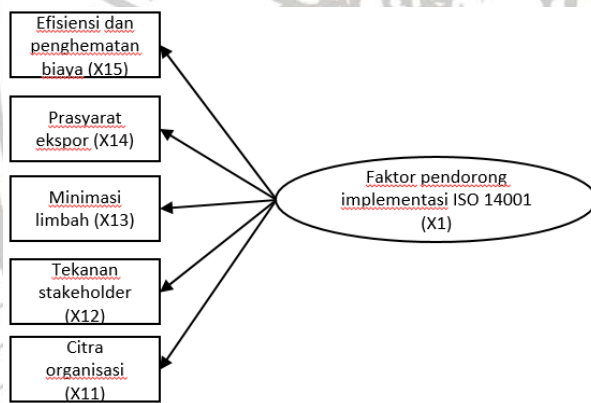 Efisiensi dan
penghematan
biaya (X15)
Prasyarat
ekspor (X14)
Minimasi
limbah (X13)
Tekanan
stakeholder
(X12)
Citra
organisasi
(X11)
Faktor pendorong
implementasi ISO 14001
(X1)